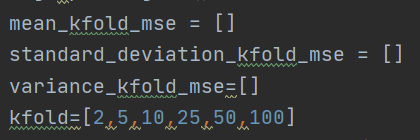 mean_kfold_mse = []
standard_deviation_kfold_mse = []
variance_kfold_mse=[]
kfold=[2,5,10,25,50,100]